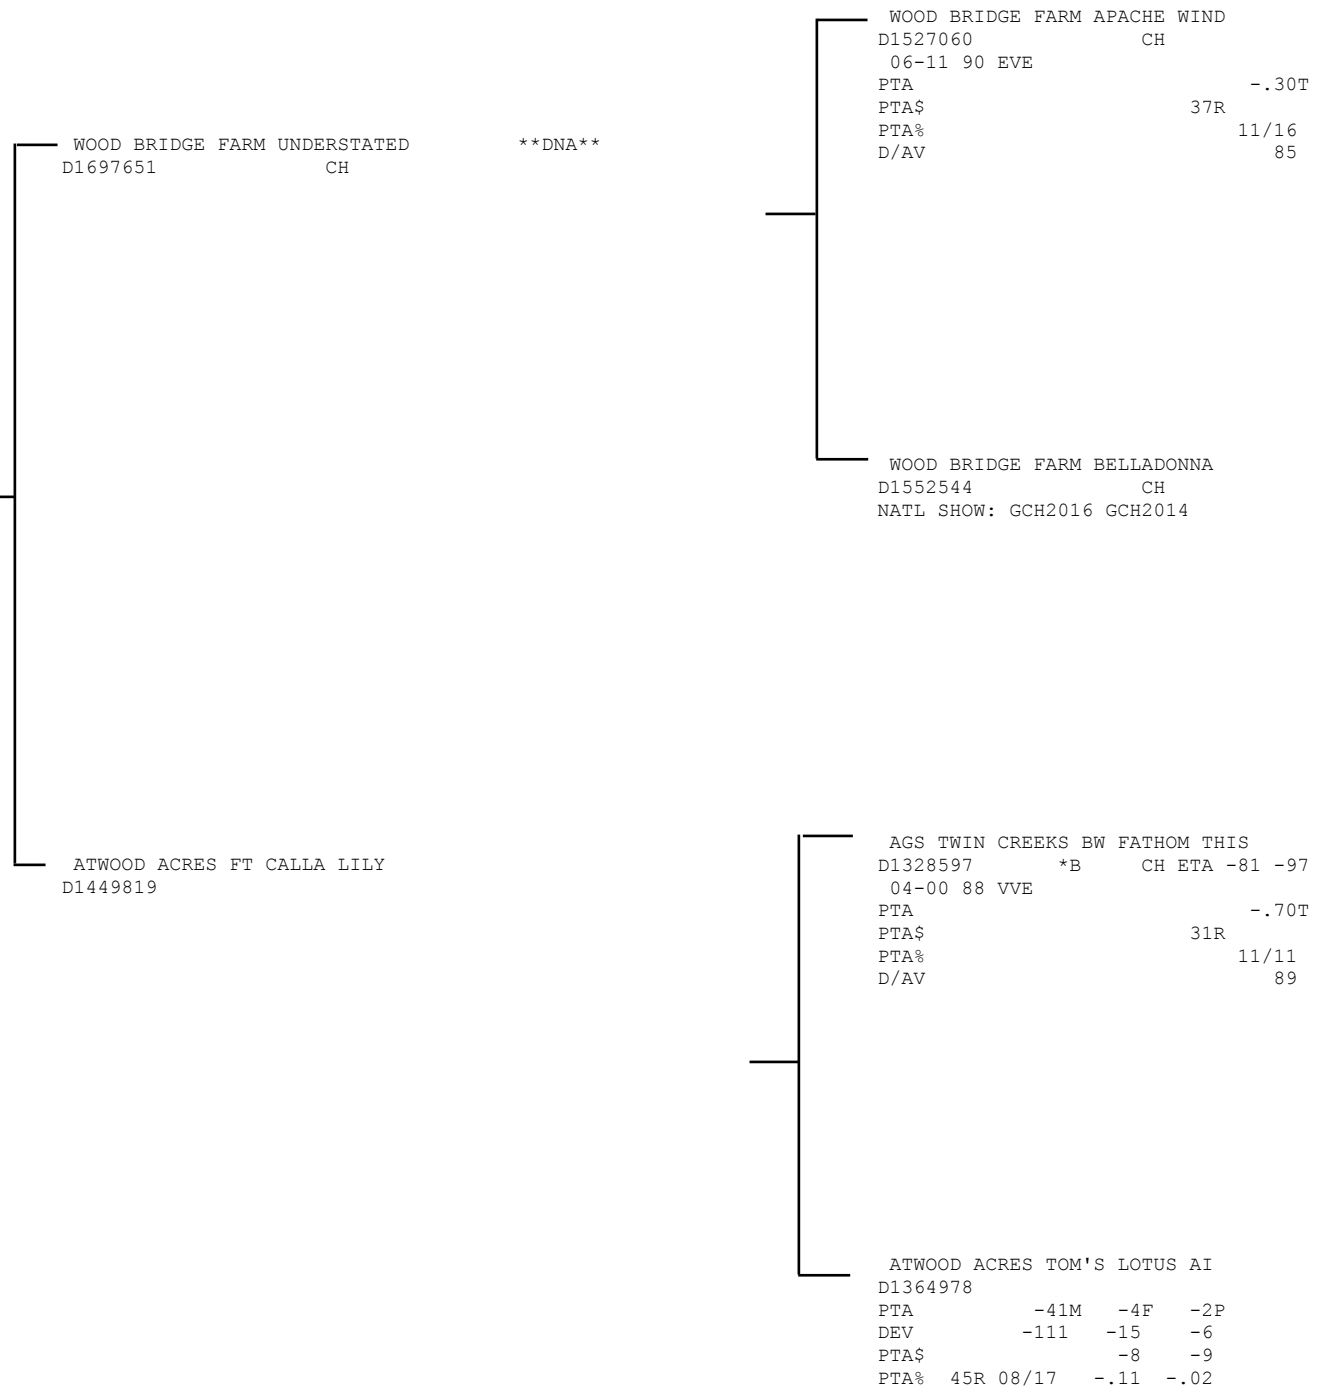 WOOD BRIDGE FARM APACHE WIND
D1527060 CH
06-11 90 EVE
PTA -.30T
PTA$ 37R
PTA% 11/16
D/AV 85
WOOD BRIDGE FARM UNDERSTATED **DNA**
D1697651 CH
WOOD BRIDGE FARM BELLADONNA
D1552544 CH
NATL SHOW: GCH2016 GCH2014
AGS TWIN CREEKS BW FATHOM THIS
D1328597 *B CH ETA -81 -97
04-00 88 VVE
PTA -.70T
PTA$ 31R
PTA% 11/11
D/AV 89
ATWOOD ACRES FT CALLA LILY
D1449819
ATWOOD ACRES TOM'S LOTUS AI
D1364978
PTA -41M -4F -2P
DEV -111 -15 -6
PTA$ -8 -9
PTA% 45R 08/17 -.11 -.02